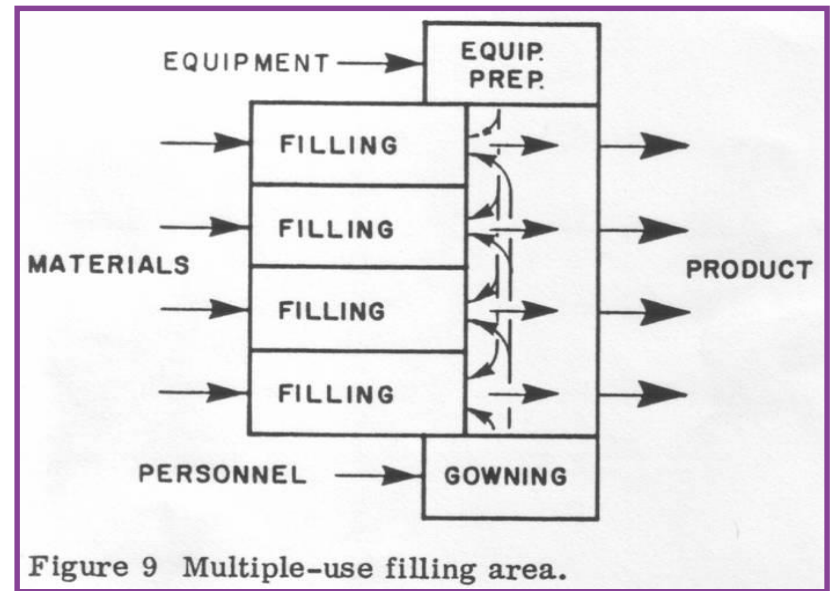 EQUIPMENT
EQUIP.
PREP.
FILLING
FILLING
MATERIALS
PRODUCT
FILLING
FILLING
PERSONNEL
GOWNING
Figure 9 Multiple-use filling area.